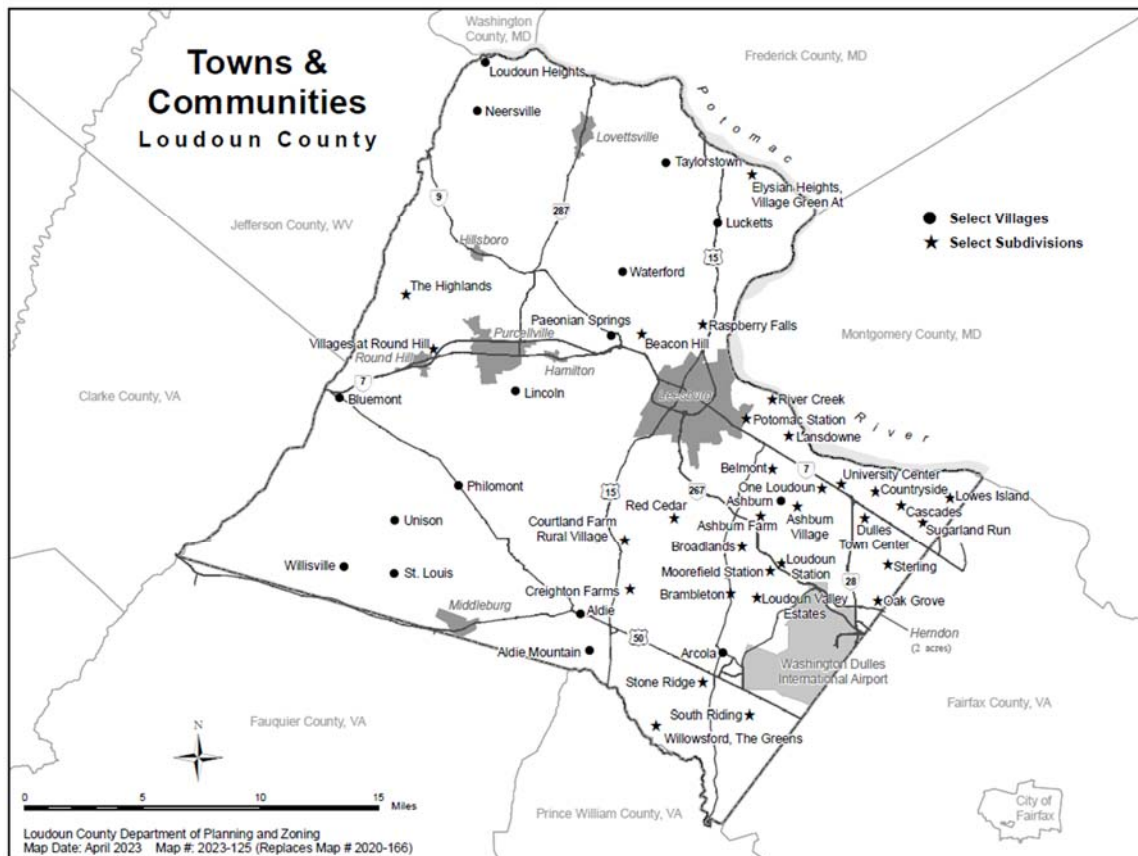 Towns &
Communities
Loudoun County
Washington
County, MD
Frederick County, MD
Loudoun Heights
Neersville
Potomac
Lovettsville
Taylorstown
Elysian Heights,
Village Green At
9
287
Jefferson County, WV
Lucketts
Select Villages
Select Subdivisions
Hillsboro
15
Waterford
The Highlands
Paeonian Springs
Raspberry Falls
Beacon Hill
Montgomery County, MD
Purcellville
Villages at Round Hill
Round Hill
Hamilton
7
Clarke County, VA
Bluemont
Lincoln
Leesburg
River Creek
Potomac Station
River
Lansdowne
Belmont
7
University Center
Philomont
15
267
One Loudoun
Countryside
Lowes Island
Ashburn
Red Cedar
Cascades
Unison
Courtland Farm
Rural Village
Ashburn Farm
Ashburn
Village
Dulles
Town Center
Sugarland Run
Broadlands
Willisville
St. Louis
Moorefield Station
Loudoun
Station
Sterling
28
Creighton Farms
Brambleton
Loudoun Valley
Estates
Oak Grove
Middleburg
Aldie
50
Herndon
(2 acres)
Aldie Mountain
Arcola
Washington Dulles
International Airport
Stone Ridge
Fauquier County, VA
N
South Riding
Fairfax County, VA
Willowsford, The Greens
0 5 10 15
Miles
Prince William County, VA
City of
Fairfax
Loudoun County Department of Planning and Zoning
Map Date: April 2023 Map #: 2023-125 (Replaces Map # 2020-166)